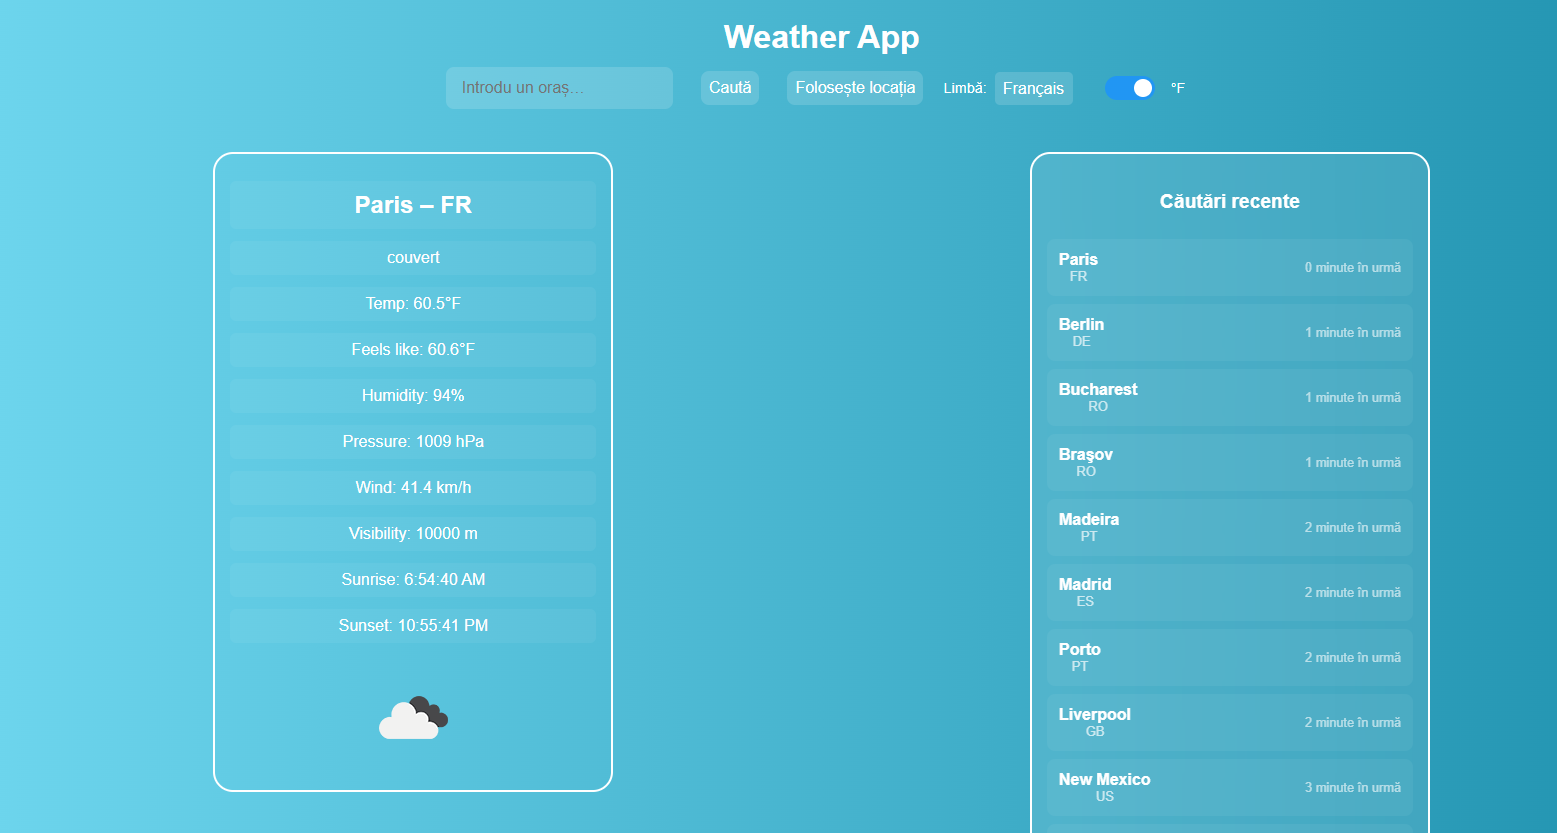 Weather App
Introdu un oraș...
Caută
Folosește locația
Limbă:
Français
°F
Paris – FR
couvert
Temp: 60.5°F
Feels like: 60.6°F
Humidity: 94%
Pressure: 1009 hPa
Wind: 41.4 km/h
Visibility: 10000 m
Sunrise: 6:54:40 AM
Sunset: 10:55:41 PM
Căutări recente
Paris
FR
0 minute în urmă
Berlin
DE
1 minute în urmă
Bucharest
RO
1 minute în urmă
Braşov
RO
1 minute în urmă
Madeira
PT
2 minute în urmă
Madrid
ES
2 minute în urmă
Porto
PT
2 minute în urmă
Liverpool
GB
2 minute în urmă
New Mexico
US
3 minute în urmă